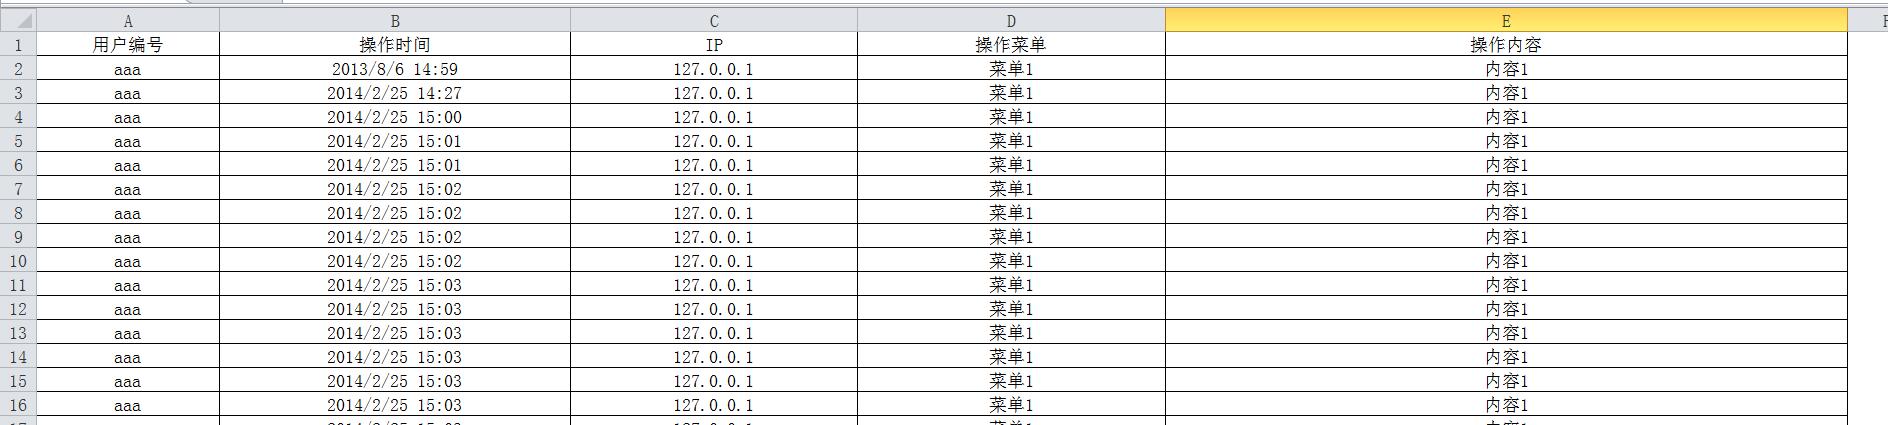 A B C D E F
1 用户编号 操作时间 IP 操作菜单 操作内容
2 aaa 2013/8/6 14:59 127.0.0.1 菜单1 内容1
3 aaa 2014/2/25 14:27 127.0.0.1 菜单1 内容1
4 aaa 2014/2/25 15:00 127.0.0.1 菜单1 内容1
5 aaa 2014/2/25 15:01 127.0.0.1 菜单1 内容1
6 aaa 2014/2/25 15:01 127.0.0.1 菜单1 内容1
7 aaa 2014/2/25 15:02 127.0.0.1 菜单1 内容1
8 aaa 2014/2/25 15:02 127.0.0.1 菜单1 内容1
9 aaa 2014/2/25 15:02 127.0.0.1 菜单1 内容1
10 aaa 2014/2/25 15:02 127.0.0.1 菜单1 内容1
11 aaa 2014/2/25 15:03 127.0.0.1 菜单1 内容1
12 aaa 2014/2/25 15:03 127.0.0.1 菜单1 内容1
13 aaa 2014/2/25 15:03 127.0.0.1 菜单1 内容1
14 aaa 2014/2/25 15:03 127.0.0.1 菜单1 内容1
15 aaa 2014/2/25 15:03 127.0.0.1 菜单1 内容1
16 aaa 2014/2/25 15:03 127.0.0.1 菜单1 内容1